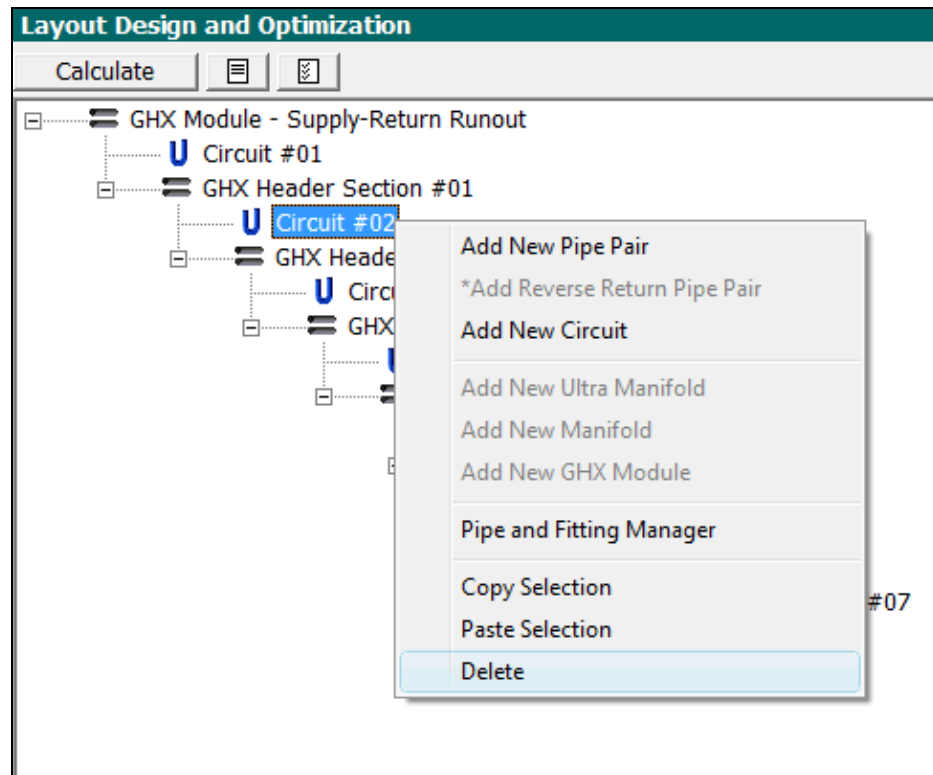 Layout Design and Optimization
Calculate
GHX Module - Supply-Return Runout
Circuit #01
GHX Header Section #01
Circuit #02
GHX Heade
Circu
GHX
Add New Pipe Pair
*Add Reverse Return Pipe Pair
Add New Circuit
Add New Ultra Manifold
Add New Manifold
Add New GHX Module
Pipe and Fitting Manager
Copy Selection
#07
Paste Selection
Delete